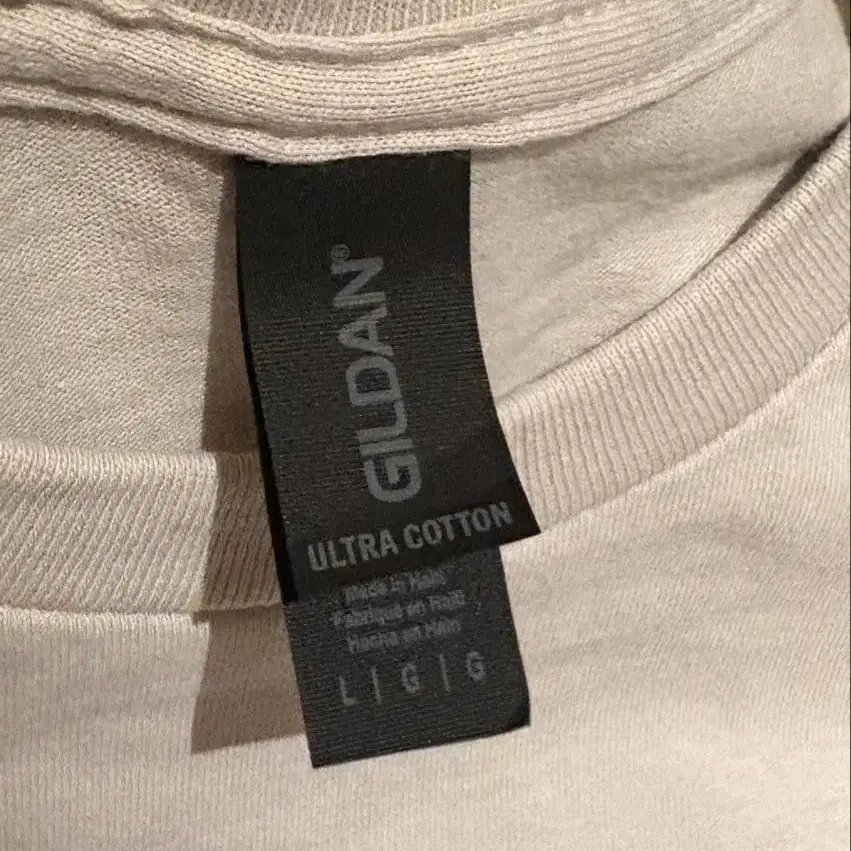 GILDAN®
ULTRA COTTON
Made in Haiti
Fabriqué en Haïti
Hecho en Haití
L | G | G